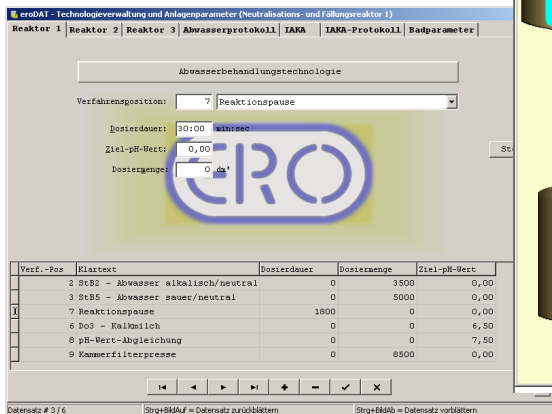 eroDAT - Technologieverwaltung und Anlagenparameter (Neutralisations- und Fällungsreaktor 1)
Reaktor 1 Reaktor 2 Reaktor 3 Abwasserprotokoll IAKA IAKA-Protokoll Badparameter
Abwasserbehandlungstechnologie
Verfahrensposition: 7 Reaktionspause
Dosierdauer: 30:00 min:sec
Ziel-pH-Wert: 0,00
Dosiermenge: 0 dm³
ERO
Verf.-Pos Klartext Dosierdauer Dosiermenge Ziel-pH-Wert
2 StB2 - Abwasser alkalisch/neutral 0 3500 0,00
3 StB5 - Abwasser sauer/neutral 0 5000 0,00
7 Reaktionspause 1800 0 0,00
6 Do3 - Kalkmilch 0 0 6,50
8 pH-Wert-Abgleichung 0 0 7,50
9 Kammerfilterpresse 0 8500 0,00
Datensatz # 3 / 6 Strg+BildAuf = Datensatz zurückblättern Strg+BildAb = Datensatz vorblättern